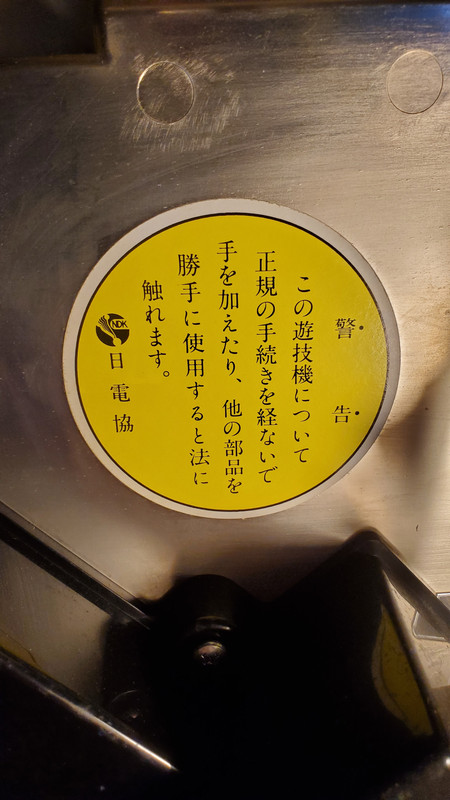 警告
この遊技機について
正規の手続きを経ないで
手を加えたり、他の部品を
勝手に使用すると法に
触れます。
NDK
日電協